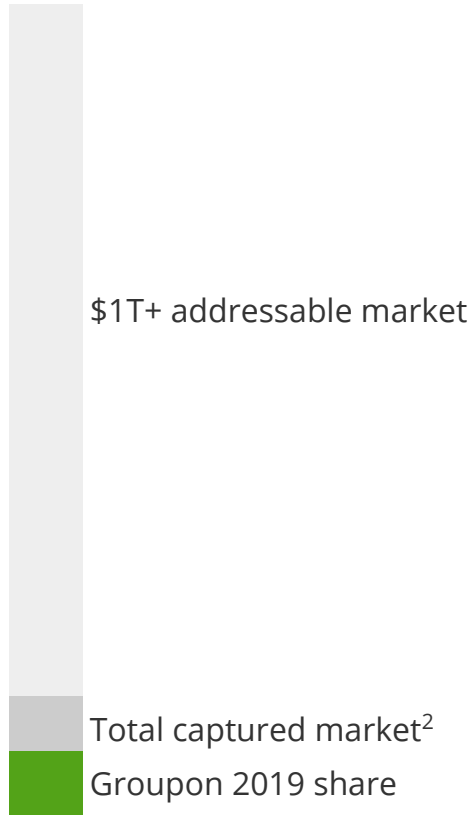 $1T+ addressable market
Total captured market²
Groupon 2019 share